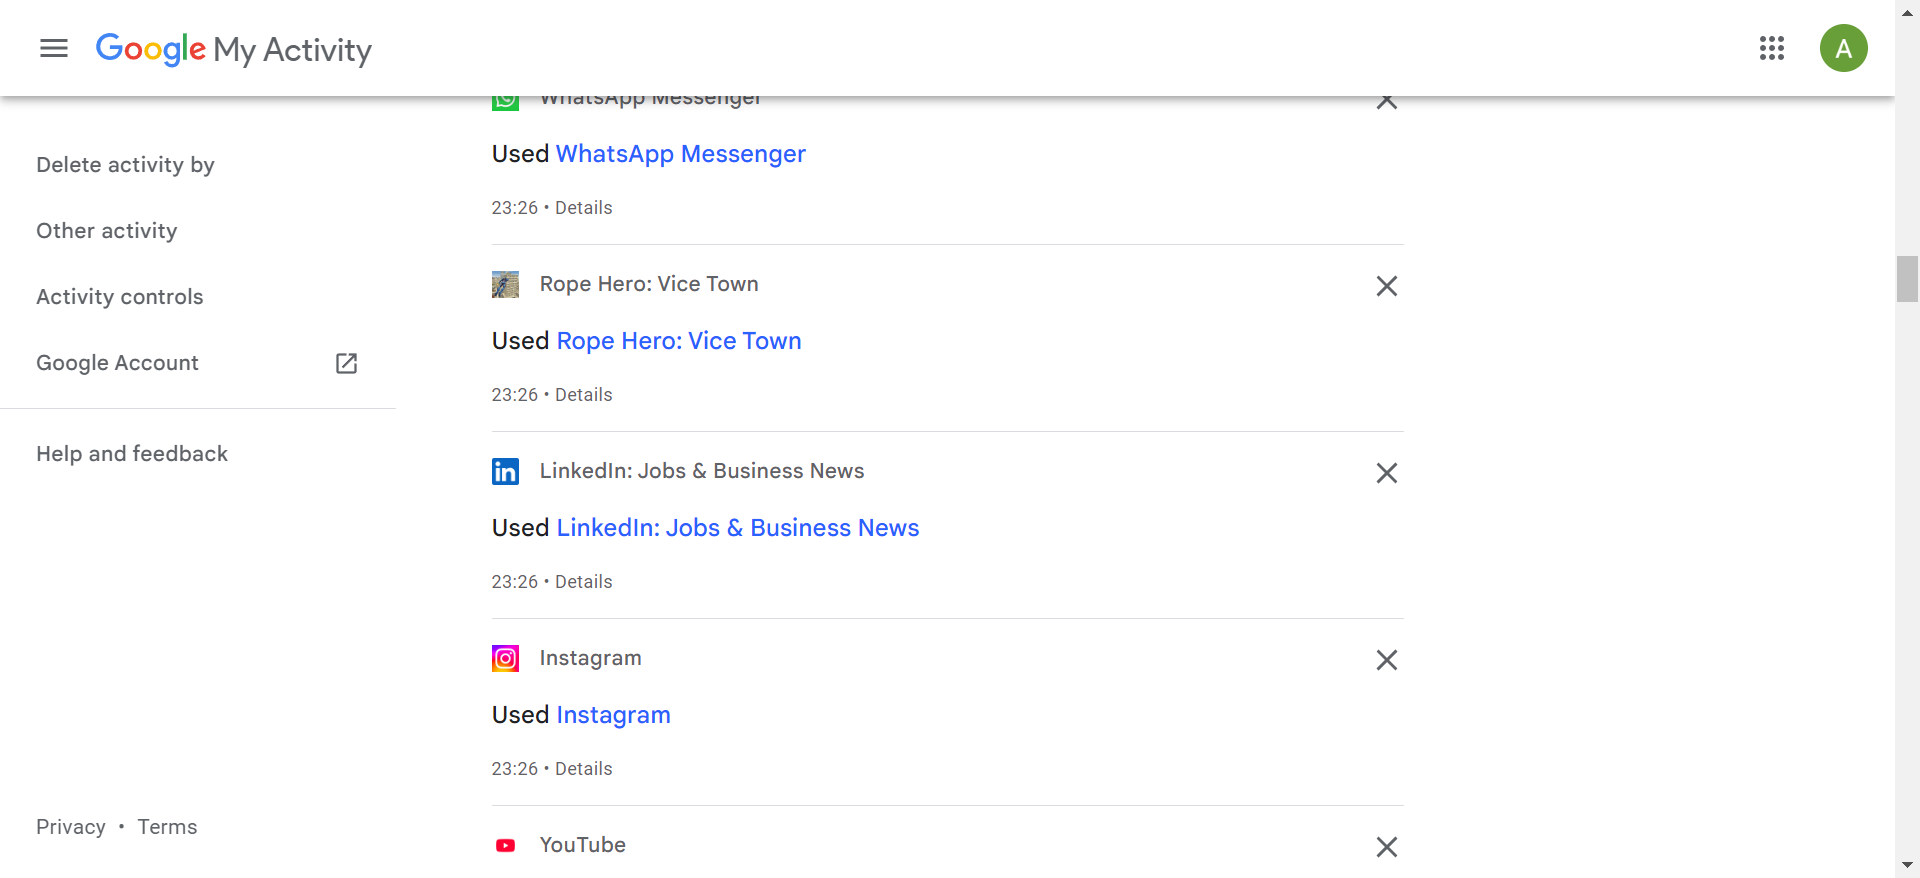 Google My Activity
A
Delete activity by
Other activity
Activity controls
Google Account
Help and feedback
Privacy • Terms
WhatsApp Messenger
Used WhatsApp Messenger
23:26 • Details
Rope Hero: Vice Town
Used Rope Hero: Vice Town
23:26 • Details
LinkedIn: Jobs & Business News
Used LinkedIn: Jobs & Business News
23:26 • Details
Instagram
Used Instagram
23:26 • Details
YouTube